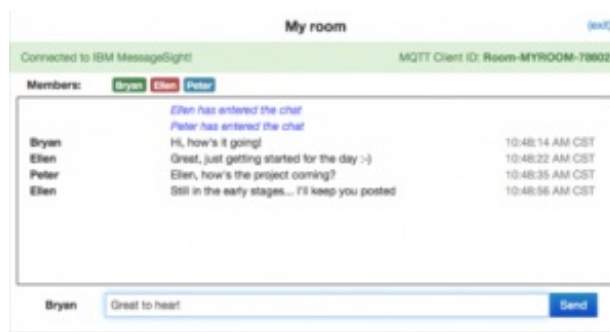 My room (exit)
Connected to IBM MessageSight! MQTT Client ID: Room-MYROOM-78602
Members: Bryan Ellen Peter
Ellen has entered the chat
Peter has entered the chat
Bryan Hi, how's it going! 10:48:14 AM CST
Ellen Great, just getting started for the day :-) 10:48:22 AM CST
Peter Ellen, how's the project coming? 10:48:35 AM CST
Ellen Still in the early stages... I'll keep you posted 10:48:56 AM CST
Bryan Great to hear! Send